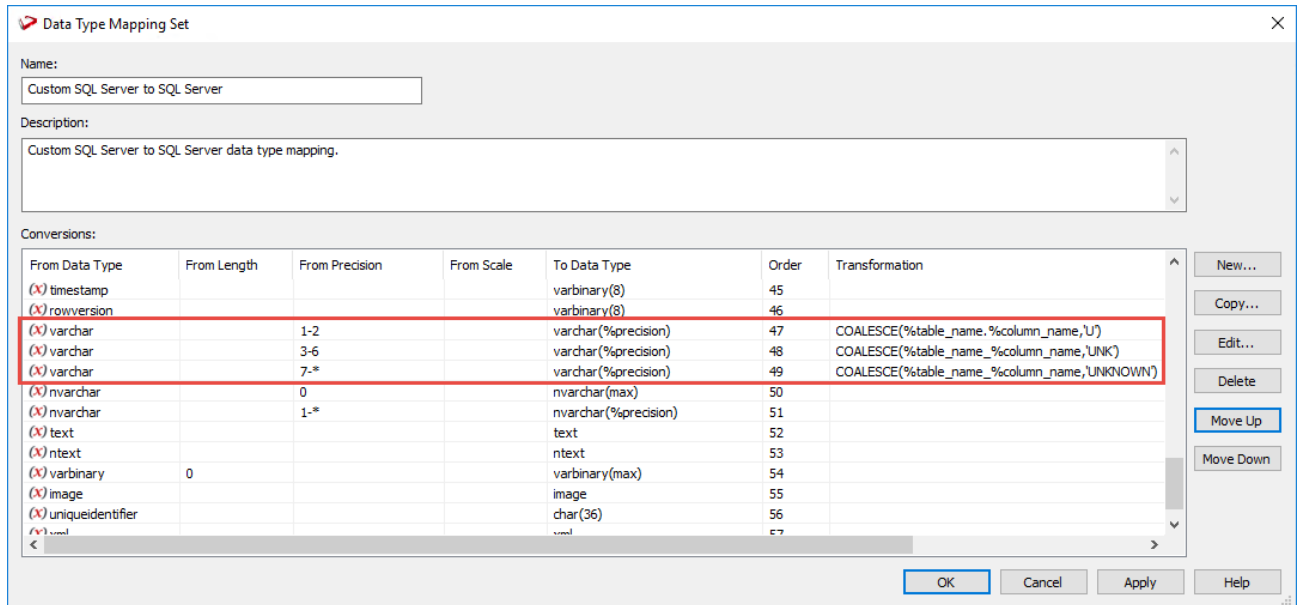 Data Type Mapping Set
Name:
Custom SQL Server to SQL Server
Description:
Custom SQL Server to SQL Server data type mapping.
Conversions:
From Data Type From Length From Precision From Scale To Data Type Order Transformation
(x) timestamp varbinary(8) 45
(x) rowversion varbinary(8) 46
(x) varchar 1-2 varchar(%precision) 47 COALESCE(%table_name.%column_name,'U')
(x) varchar 3-6 varchar(%precision) 48 COALESCE(%table_name_%column_name,'UNK')
(x) varchar 7-* varchar(%precision) 49 COALESCE(%table_name_%column_name,'UNKNOWN')
(x) nvarchar 0 nvarchar(max) 50
(x) nvarchar 1-* nvarchar(%precision) 51
(x) text text 52
(x) ntext ntext 53
(x) varbinary 0 varbinary(max) 54
(x) image image 55
(x) uniqueidentifier char(36) 56
(x) xml xml 57
New...
Copy...
Edit...
Delete
Move Up
Move Down
OK Cancel Apply Help